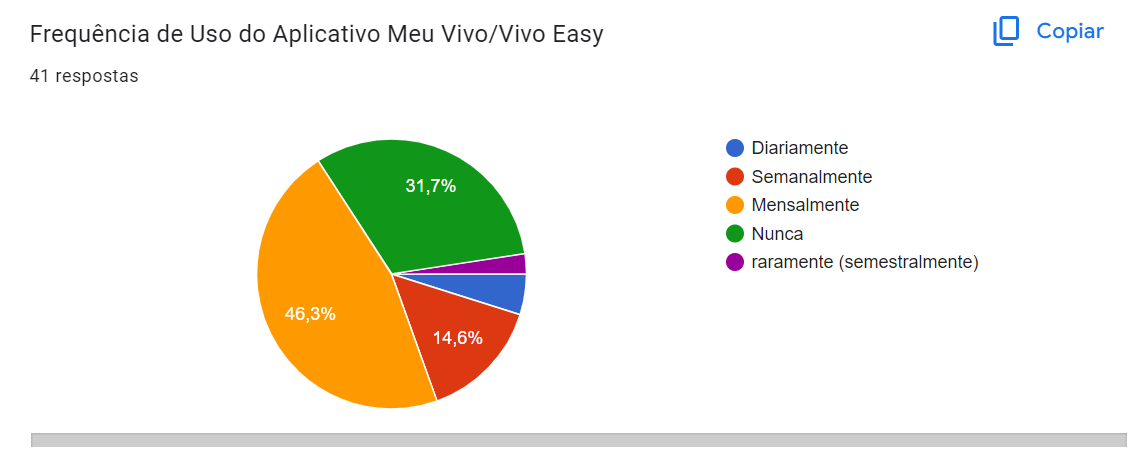 Frequência de Uso do Aplicativo Meu Vivo/Vivo Easy
Copiar
41 respostas
31,7%
46,3%
14,6%
Diariamente
Semanalmente
Mensalmente
Nunca
raramente (semestralmente)